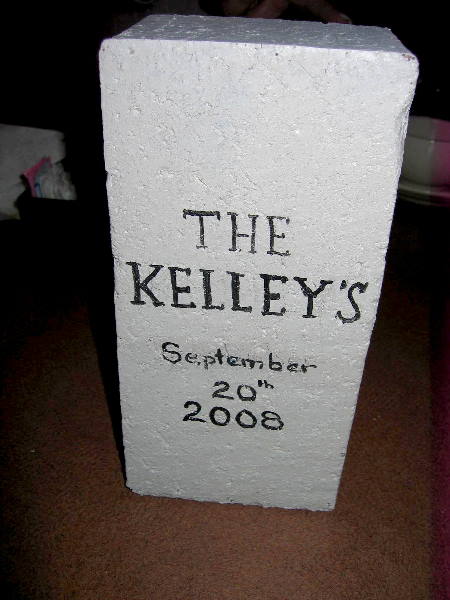 THE
KELLEY'S
September
20th
2008